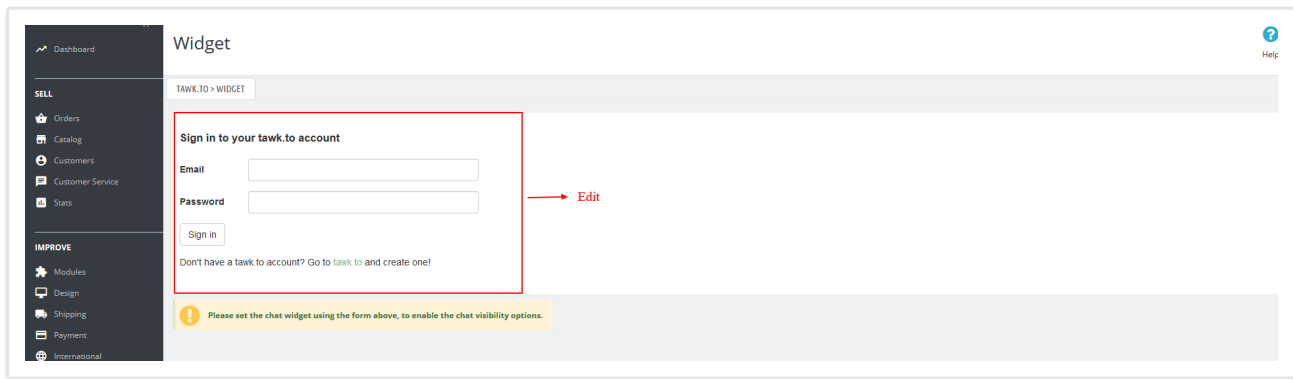 Dashboard
SELL
Orders
Catalog
Customers
Customer Service
Stats
IMPROVE
Modules
Design
Shipping
Payment
International
Widget
Help
TAWK.TO > WIDGET
Sign in to your tawk.to account
Email
Password
Sign in
Don't have a tawk.to account? Go to tawk.to and create one!
Edit
Please set the chat widget using the form above, to enable the chat visibility options.